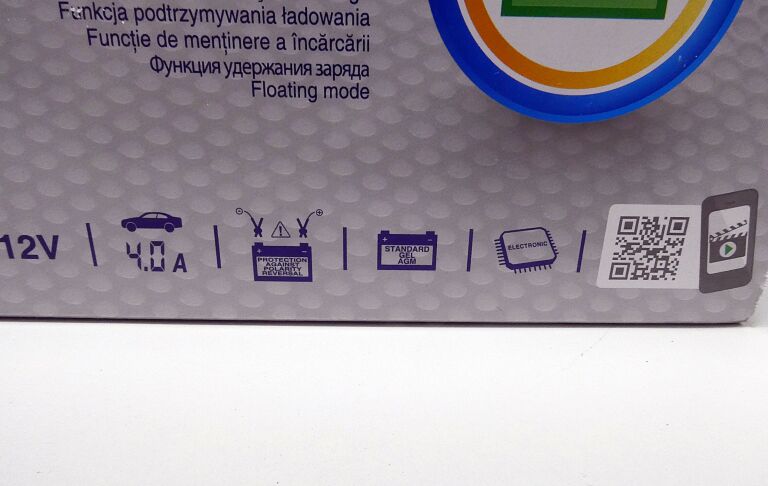 Funkcja podtrzymywania ładowania
Funcție de menținere a încărcării
Функция удержания заряда
Floating mode
12V
4.0 A
PROTECTION
AGAINST
POLARITY
REVERSAL
STANDARD
GEL
AGM
ELECTRONIC